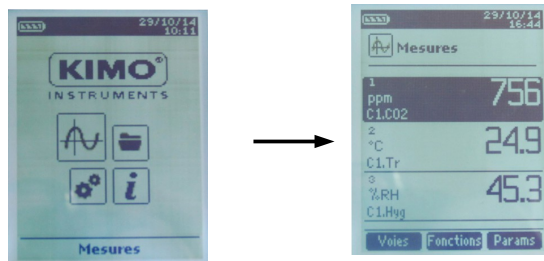 29/10/14
10:11
KIMO®
INSTRUMENTS
i
Mesures
29/10/14
16:44
Mesures
1
ppm
C1.CO2
756
2
°C
C1.Tr
24.9
3
%RH
C1.Hyg
45.3
Voies Fonctions Params